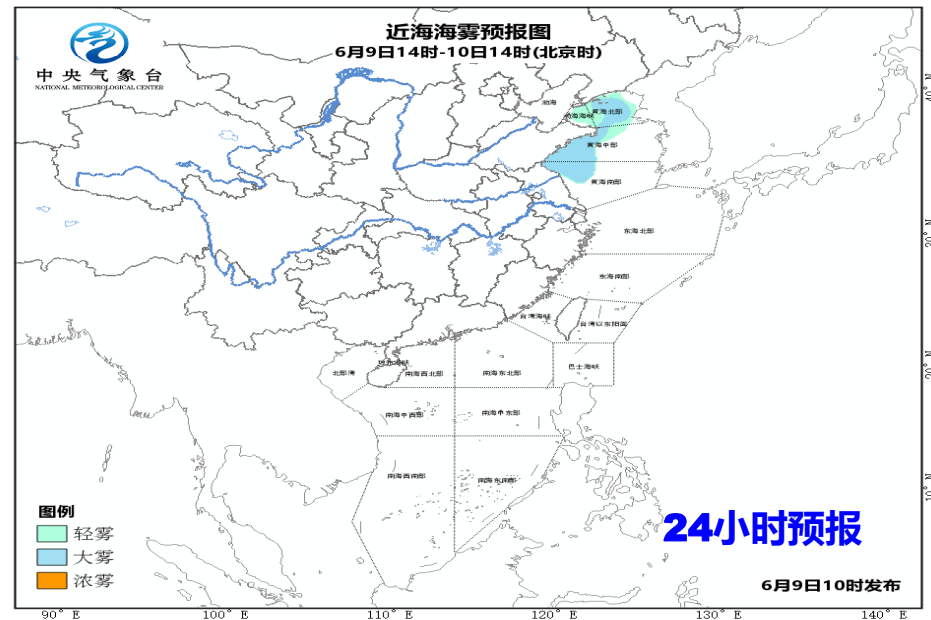 近海海雾预报图
6月9日14时-10日14时(北京时)
中央气象台
NATIONAL METEOROLOGICAL CENTER
渤海
渤海海峡
黄海北部
黄海中部
黄海南部
东海北部
东海南部
台湾海峡
台湾以东洋面
北部湾
琼州海峡
南海西北部
南海东北部
巴士海峡
南海中西部
南海中东部
南海西南部
南海东南部
图例
轻雾
大雾
浓雾
24小时预报
6月9日10时发布
90° E
100° E
110° E
120° E
130° E
140° E